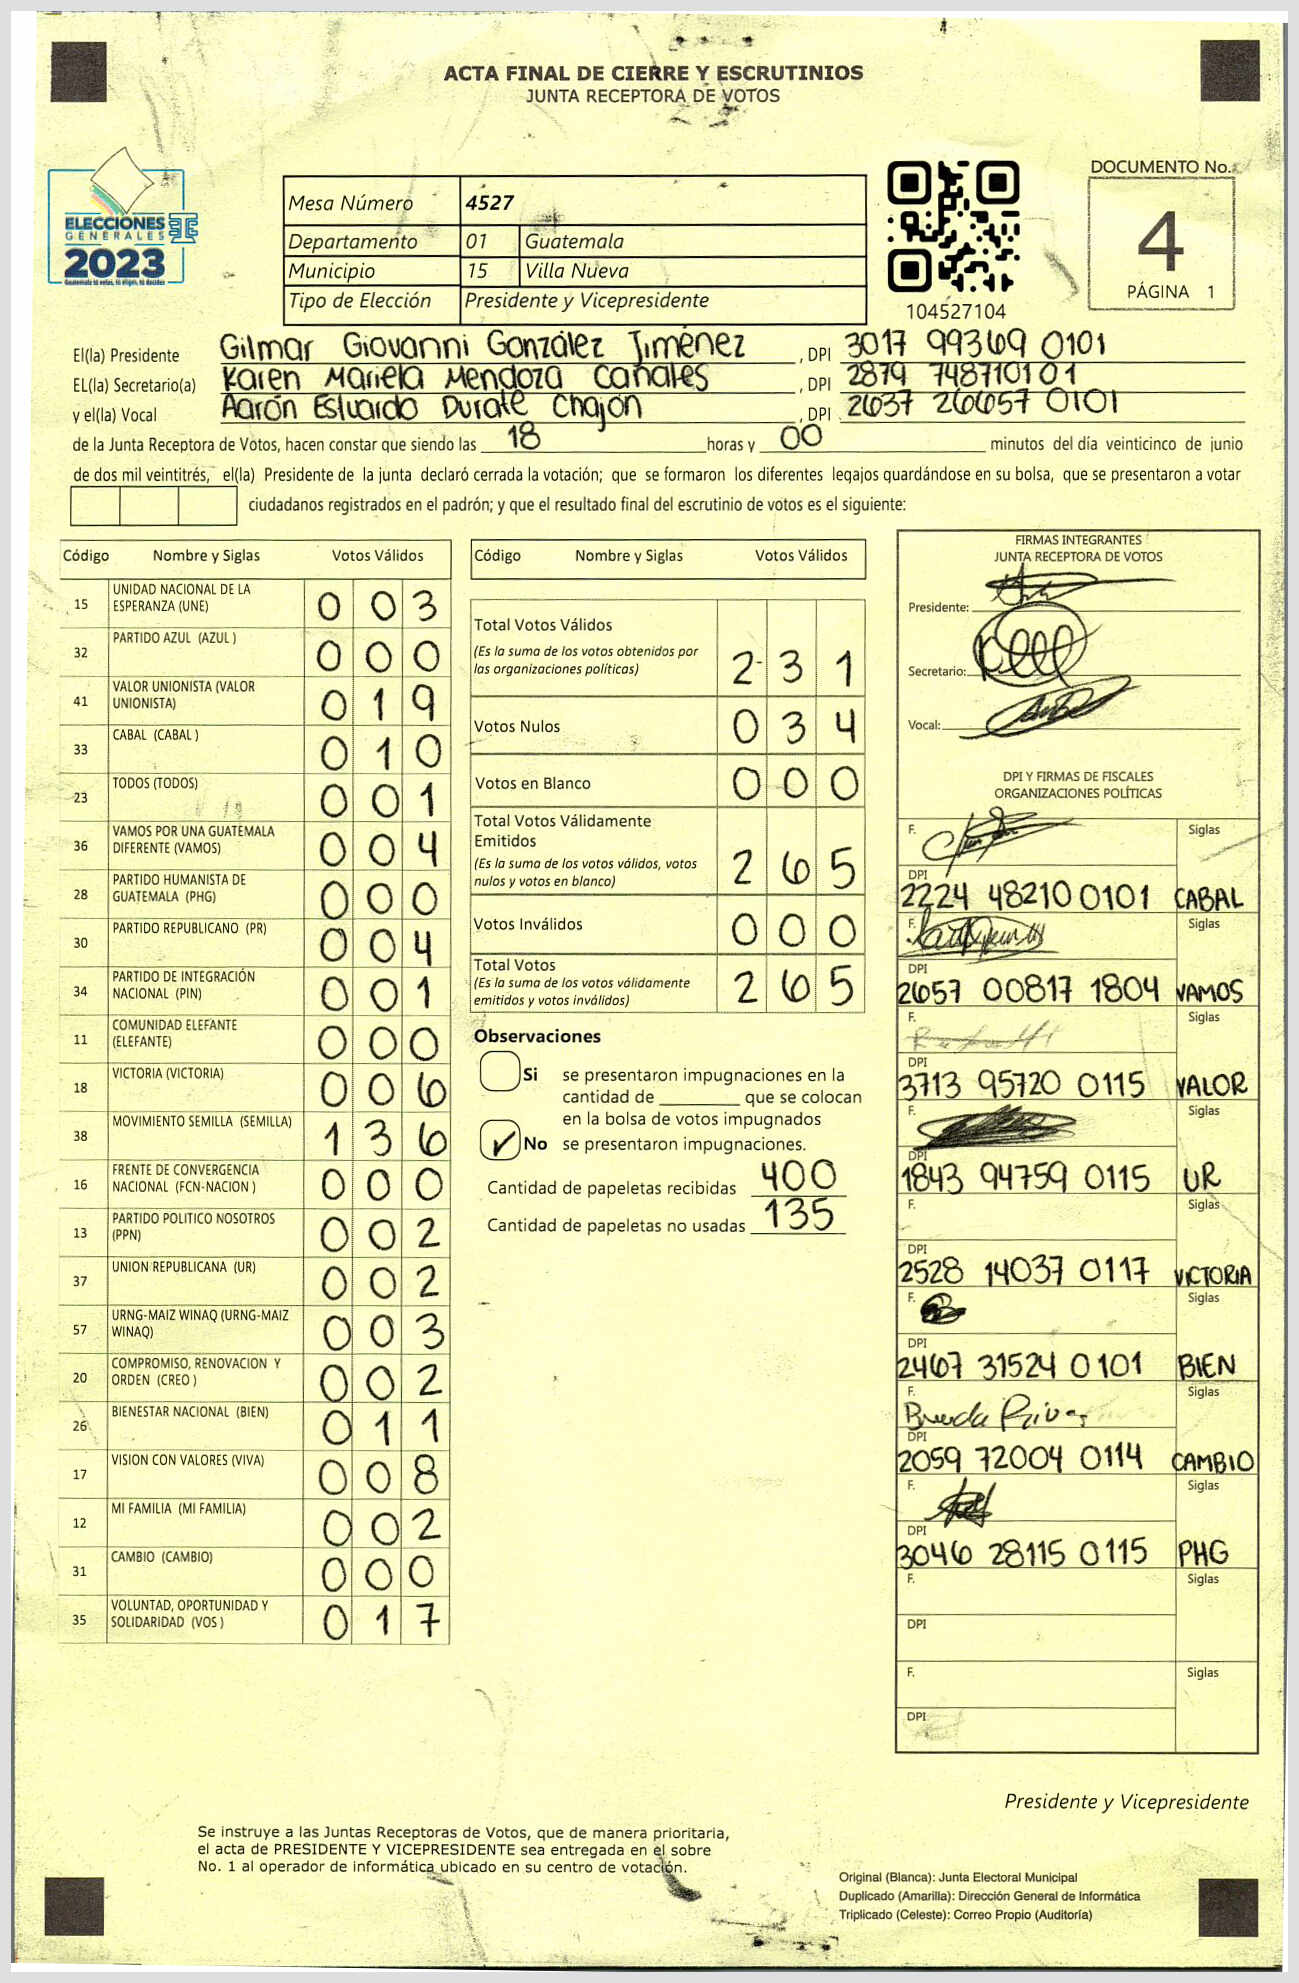 ACTA FINAL DE CIERRE Y ESCRUTINIOS
JUNTA RECEPTORA DE VOTOS
ELECCIONES
GENERALES
2023
Guatemala tú votas, tú eliges, tú decides
Mesa Número 4527
Departamento 01 Guatemala
Municipio 15 Villa Nueva
Tipo de Elección Presidente y Vicepresidente
104527104
DOCUMENTO No.
4
PÁGINA 1
El(la) Presidente Gilmar Giovanni González Jiménez, DPI 3017 99369 0101
EL(la) Secretario(a) Karen Mariela Mendoza Canales, DPI 2879 74871 0101
y el(la) Vocal Aarón Estuardo Durate Chajón, DPI 2637 26657 0101
de la Junta Receptora de Votos, hacen constar que siendo las 18 horas y 00 minutos del día veinticinco de junio
de dos mil veintitrés, el(la) Presidente de la junta declaró cerrada la votación; que se formaron los diferentes legajos guardándose en su bolsa, que se presentaron a votar
ciudadanos registrados en el padrón; y que el resultado final del escrutinio de votos es el siguiente:
Código Nombre y Siglas Votos Válidos
15 UNIDAD NACIONAL DE LA ESPERANZA (UNE) 0 0 3
32 PARTIDO AZUL (AZUL ) 0 0 0
41 VALOR UNIONISTA (VALOR UNIONISTA) 0 1 9
33 CABAL (CABAL ) 0 1 0
23 TODOS (TODOS) 0 0 1
36 VAMOS POR UNA GUATEMALA DIFERENTE (VAMOS) 0 0 4
28 PARTIDO HUMANISTA DE GUATEMALA (PHG) 0 0 0
30 PARTIDO REPUBLICANO (PR) 0 0 4
34 PARTIDO DE INTEGRACIÓN NACIONAL (PIN) 0 0 1
11 COMUNIDAD ELEFANTE (ELEFANTE) 0 0 0
18 VICTORIA (VICTORIA) 0 0 6
38 MOVIMIENTO SEMILLA (SEMILLA) 1 3 6
16 FRENTE DE CONVERGENCIA NACIONAL (FCN-NACION ) 0 0 0
13 PARTIDO POLITICO NOSOTROS (PPN) 0 0 2
37 UNION REPUBLICANA (UR) 0 0 2
57 URNG-MAIZ WINAQ (URNG-MAIZ WINAQ) 0 0 3
20 COMPROMISO, RENOVACION Y ORDEN (CREO ) 0 0 2
26 BIENESTAR NACIONAL (BIEN) 0 1 1
17 VISION CON VALORES (VIVA) 0 0 8
12 MI FAMILIA (MI FAMILIA) 0 0 2
31 CAMBIO (CAMBIO) 0 0 0
35 VOLUNTAD, OPORTUNIDAD Y SOLIDARIDAD (VOS ) 0 1 7
Código Nombre y Siglas Votos Válidos
Total Votos Válidos
(Es la suma de los votos obtenidos por las organizaciones políticas) 2 3 1
Votos Nulos 0 3 4
Votos en Blanco 0 0 0
Total Votos Válidamente Emitidos
(Es la suma de los votos válidos, votos nulos y votos en blanco) 2 6 5
Votos Inválidos 0 0 0
Total Votos
(Es la suma de los votos válidamente emitidos y votos inválidos) 2 6 5
Observaciones
Si se presentaron impugnaciones en la
cantidad de ________ que se colocan
en la bolsa de votos impugnados
No se presentaron impugnaciones.
Cantidad de papeletas recibidas 400
Cantidad de papeletas no usadas 135
FIRMAS INTEGRANTES
JUNTA RECEPTORA DE VOTOS
Presidente:
Secretario:
Vocal:
DPI Y FIRMAS DE FISCALES
ORGANIZACIONES POLÍTICAS
F. Siglas
DPI
2224 48210 0101 CABAL
F. Siglas
DPI
2657 00817 1804 VAMOS
F. Siglas
DPI
3713 95720 0115 VALOR
F. Siglas
DPI
1843 94759 0115 UR
F. Siglas
DPI
2528 14037 0117 VICTORIA
F. Siglas
DPI
2467 31524 0101 BIEN
F. Siglas
DPI
2059 72004 0114 CAMBIO
F. Siglas
DPI
3046 28115 0115 PHG
F. Siglas
DPI
F. Siglas
DPI
Presidente y Vicepresidente
Se instruye a las Juntas Receptoras de Votos, que de manera prioritaria,
el acta de PRESIDENTE Y VICEPRESIDENTE sea entregada en el sobre
No. 1 al operador de informática ubicado en su centro de votación.
Original (Blanca): Junta Electoral Municipal
Duplicado (Amarilla): Dirección General de Informática
Triplicado (Celeste): Correo Propio (Auditoría)